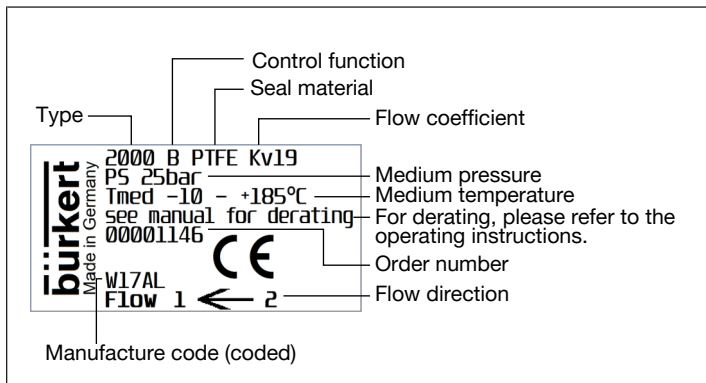 Control function
Seal material
Type
Flow coefficient
bürkert
Made in Germany
2000 B PTFE Kv19
PS 25bar
Medium pressure
Tmed -10 - +185°C
Medium temperature
see manual for derating
For derating, please refer to the
operating instructions.
00001146
CE
Order number
W17AL
Flow 1 ← 2
Flow direction
Manufacture code (coded)